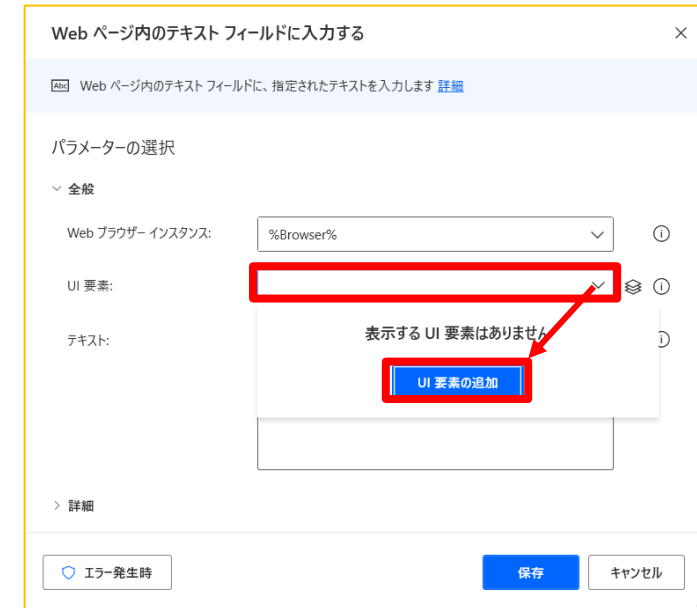 Web ページ内のテキスト フィールドに入力する
Abc Web ページ内のテキスト フィールドに、指定されたテキストを入力します 詳細
パラメーターの選択
全般
Web ブラウザー インスタンス: %Browser%
UI 要素:
表示する UI 要素はありません
テキスト:
UI 要素の追加
詳細
エラー発生時 保存 キャンセル